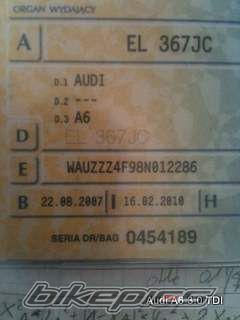 ORGAN WYDAJĄCY
A EL 367JC
D.1 AUDI
D.2 ---
D.3 A6
D EL 367JC
E WAUZZZ4F98N012286
B 22.08.2007 I 16.02.2010 H
SERIA DR/BAG 0454189
bikepics
Audi A6 3.0 TDI